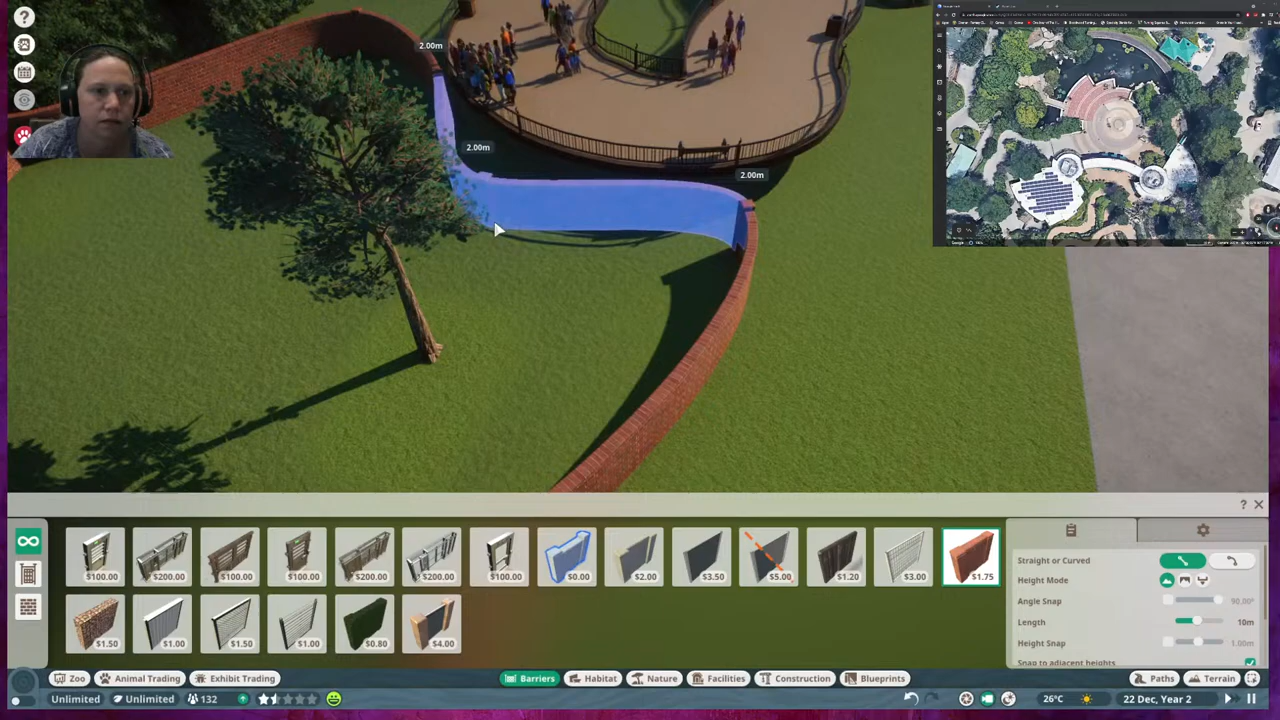 2.00m
2.00m
2.00m
$100.00
$200.00
$100.00
$100.00
$200.00
$200.00
$100.00
$0.00
$2.00
$3.50
$5.00
$1.20
$3.00
$1.75
$1.50
$1.00
$1.50
$1.00
$0.80
$4.00
?
?
Straight or Curved
Height Mode
Angle Snap
90.00°
Length
10m
Height Snap
1.00m
Snap to adjacent heights
Zoo
Animal Trading
Exhibit Trading
Barriers
Habitat
Nature
Facilities
Construction
Blueprints
Paths
Terrain
Unlimited
Unlimited
132
26°C
22 Dec, Year 2